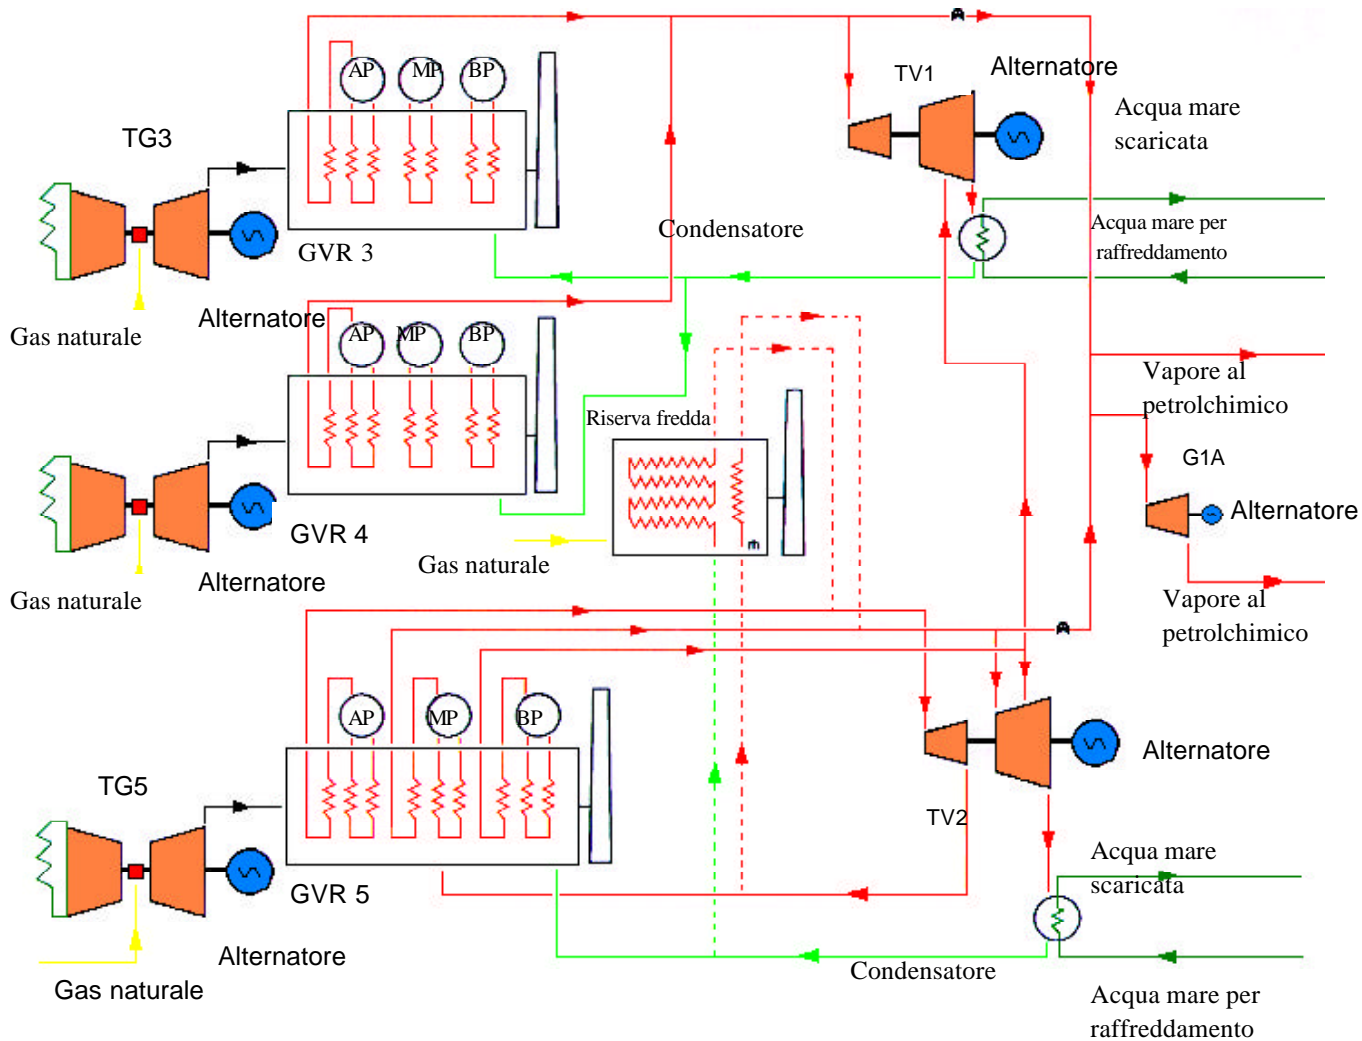 AP
MP
BP
TV1
Alternatore
Acqua mare
scaricata
TG3
GVR 3
Condensatore
Acqua mare per
raffreddamento
Gas naturale
Alternatore
AP
MP
BP
Vapore al
petrolchimico
Riserva fredda
G1A
Alternatore
GVR 4
Gas naturale
Alternatore
Gas naturale
Vapore al
petrolchimico
AP
MP
BP
Alternatore
TG5
TV2
GVR 5
Acqua mare
scaricata
Alternatore
Condensatore
Gas naturale
Acqua mare per
raffreddamento